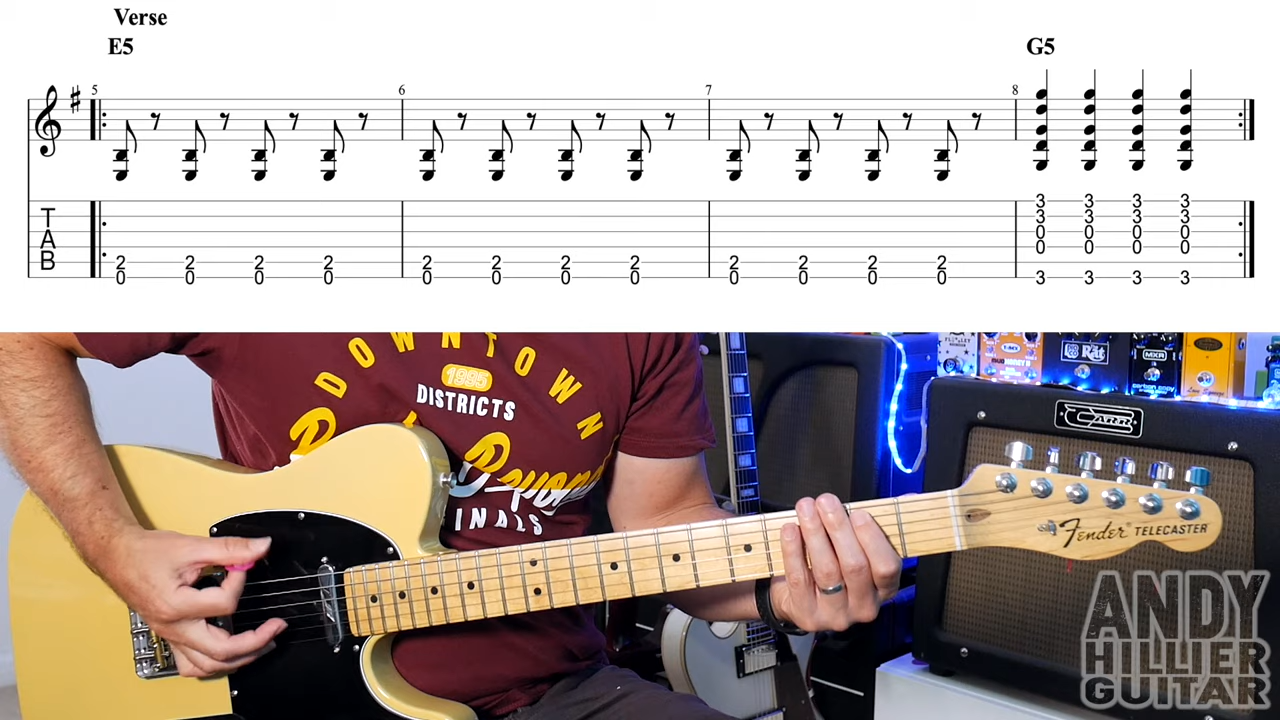 Verse
E5 G5
5 6 7 8
T 3 3 3 3
3 3 3 3
A 0 0 0 0
0 0 0 0
B 2 2 2 2 2 2 2 2 2 2 2 2
0 0 0 0 0 0 0 0 0 0 0 0 3 3 3 3
DOWNTOWN
1995
DISTRICTS
Rat
MXR
carbon copy
CARR
Fender TELECASTER
ANDY
HILLIER
GUITAR